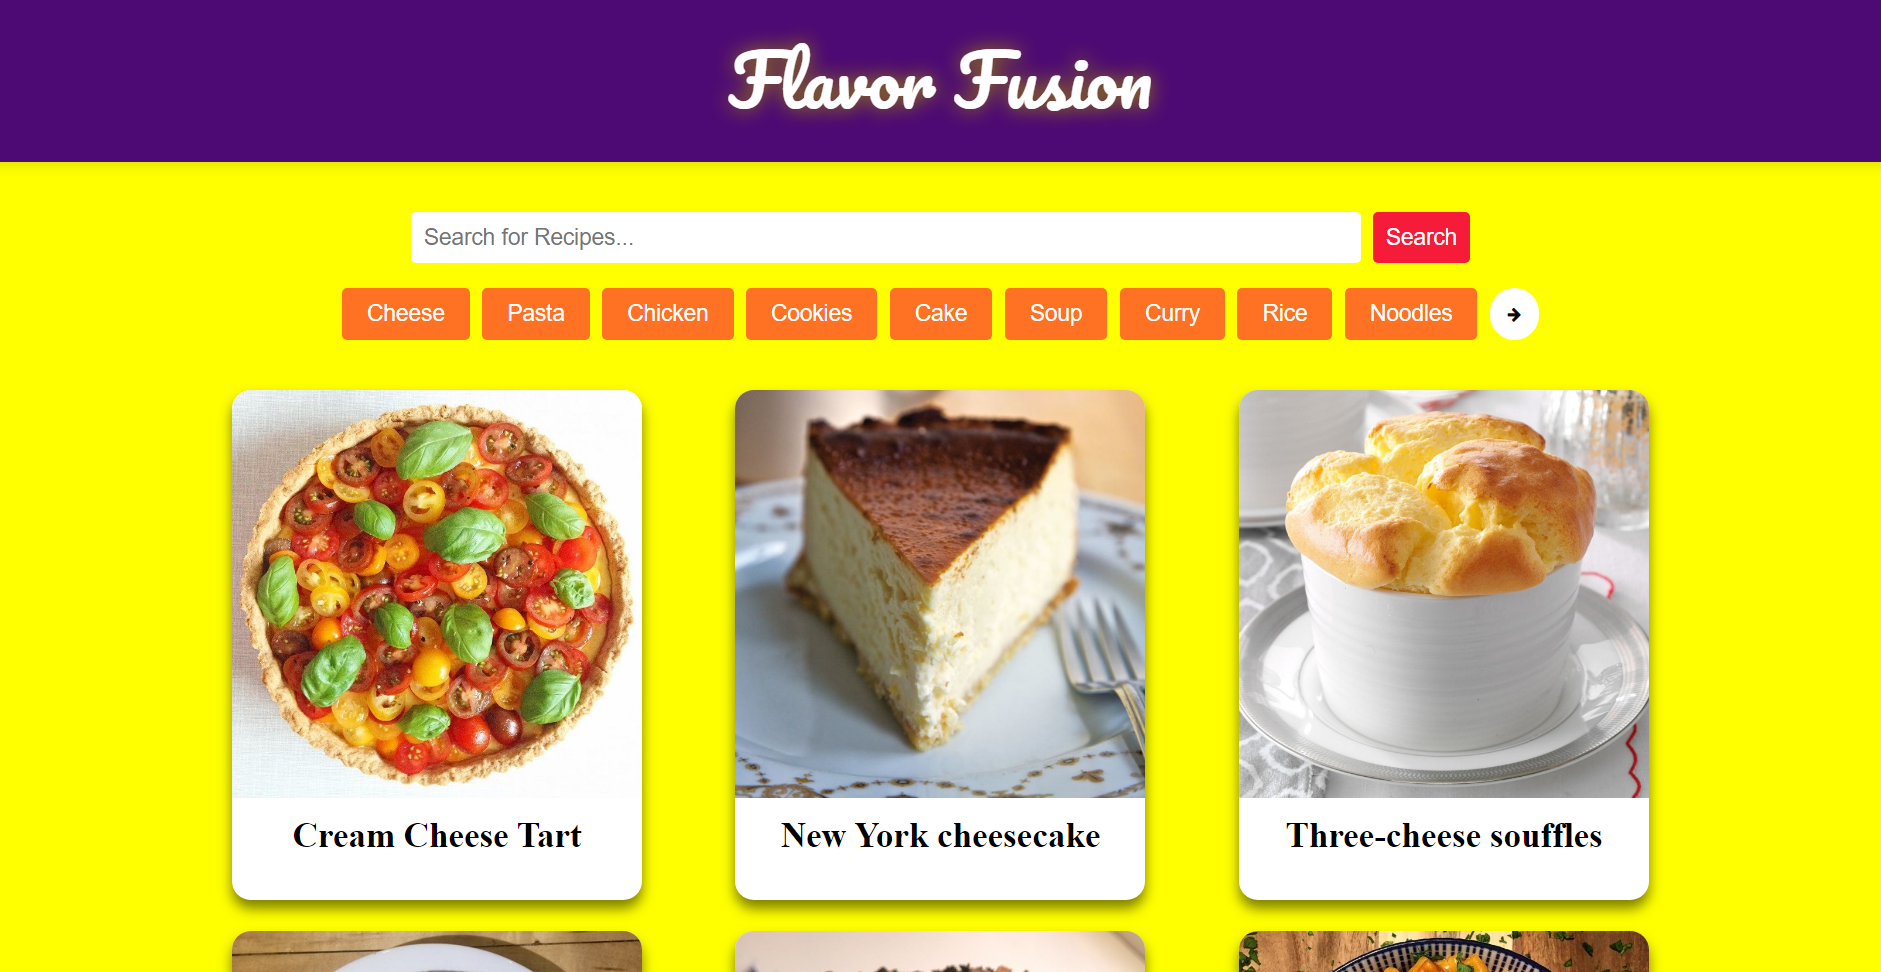 Flavor Fusion
Search for Recipes... Search
Cheese Pasta Chicken Cookies Cake Soup Curry Rice Noodles
Cream Cheese Tart
New York cheesecake
Three-cheese souffles